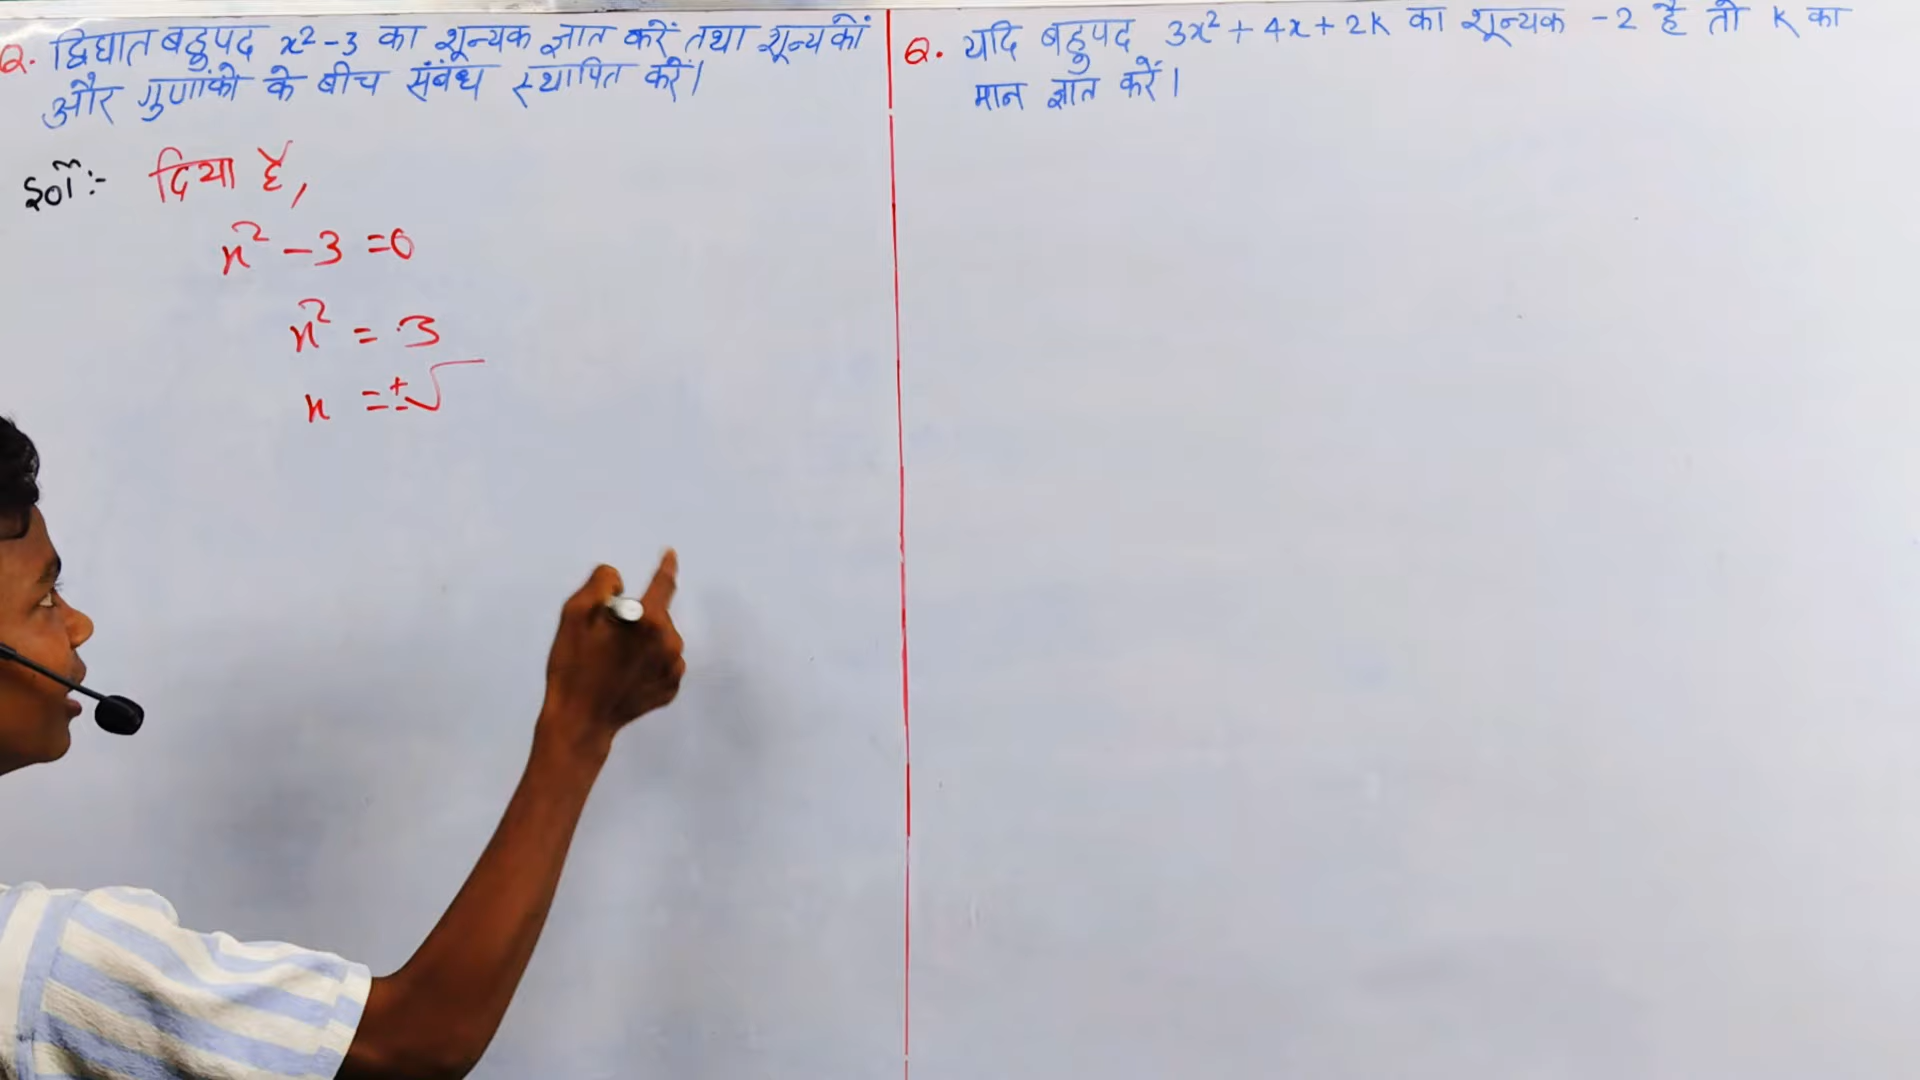 Q. द्विघात बहुपद x²-3 का शून्यक ज्ञात करें तथा शून्यकों
और गुणांको के बीच संबंध स्थापित करें।
Solⁿ:- दिया है,
x² - 3 = 0
x² = 3
x = ±√
Q. यदि बहुपद 3x² + 4x + 2k का शून्यक -2 है तो k का
मान ज्ञात करें।